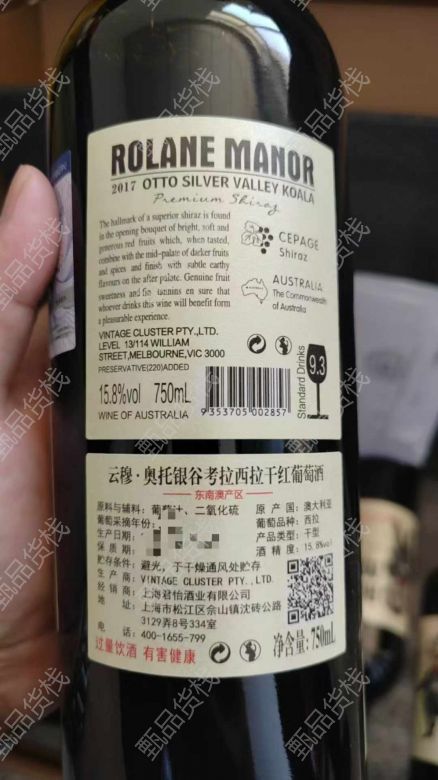 ROLANE MANOR
2017 OTTO SILVER VALLEY KOALA
Premium Shiraz
The hallmark of a superior shiraz is found
in the opening bouquet of bright, soft and
generous red fruits which, when tasted,
combine with the mid-palate of darker fruits
and spices and finish with subtle earthy
flavours on the after palate. Genuine fruit
sweetness and fin tannins en sure that
whoever drinks this wine will benefit form
a pleasurable experience.
CEPAGE
Shiraz
AUSTRALIA
The Commonwealth
of Australia
VINTAGE CLUSTER PTY.,LTD.
LEVEL 13/114 WILLIAM
STREET,MELBOURNE,VIC 3000
PRESERVATIVE(220)ADDED
15.8%vol 750mL
WINE OF AUSTRALIA
9353705002857
Standard Drinks
9.3
云穆·奥托银谷考拉西拉干红葡萄酒
东南澳产区
原料与辅料：葡萄汁、二氧化硫
葡萄采摘年份：
生产日期：
保质期：
贮存条件：避光，于干燥通风处贮存
生产商：VINTAGE CLUSTER PTY.,LTD.
经销商：上海君怡酒业有限公司
地址：上海市松江区佘山镇沈砖公路
3129弄8号334室
电话：400-1655-799
原产国：澳大利亚
葡萄品种：西拉
产品类型：干型
酒精度：15.8%vol
过量饮酒 有害健康
净含量：750mL
甄品货栈